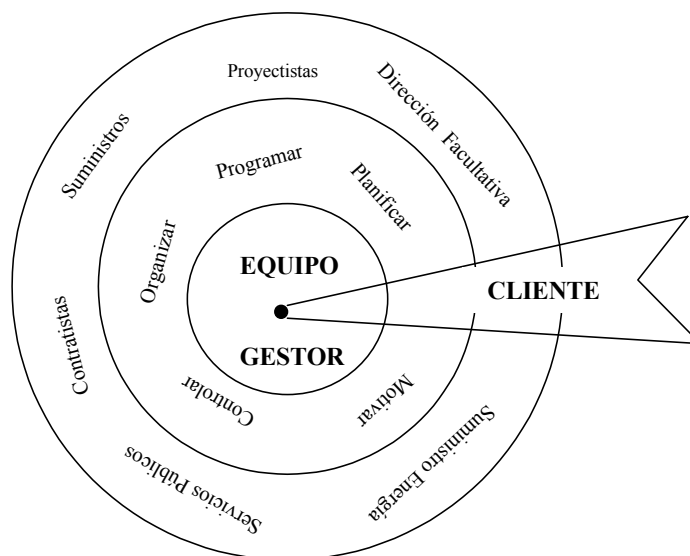 Proyectistas
Dirección Facultativa
Suministros
Programar
Planificar
Organizar
EQUIPO
CLIENTE
GESTOR
Contratistas
Controlar
Motivar
Servicios Públicos
Suministro Energía